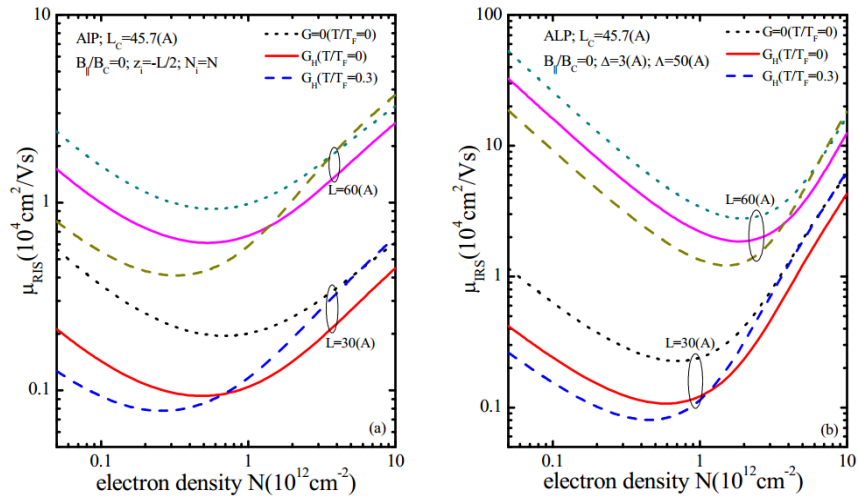 10
1
0.1
μRIS(10⁴cm²/Vs)
AlP; LC=45.7(A)
B||/BC=0; zi=-L/2; Ni=N
G=0(T/TF=0)
GH(T/TF=0)
GH(T/TF=0.3)
L=60(A)
L=30(A)
(a)
0.1 1 10
electron density N(10¹²cm⁻²)
100
10
1
0.1
μIRS(10⁴cm²/Vs)
ALP; LC=45.7(A)
B||/BC=0; Δ=3(A); Λ=50(A)
G=0(T/TF=0)
GH(T/TF=0)
GH(T/TF=0.3)
L=60(A)
L=30(A)
(b)
0.1 1 10
electron density N(10¹²cm⁻²)